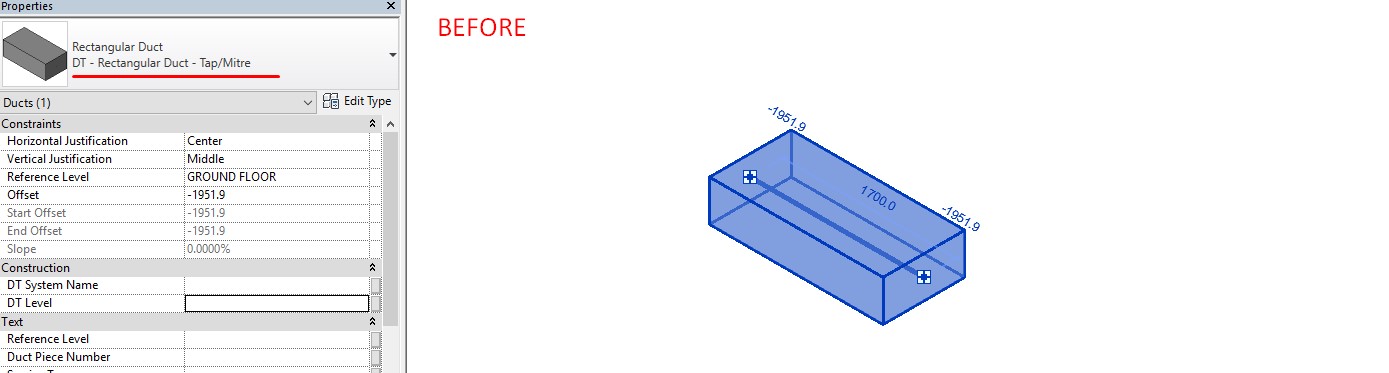 Properties
Rectangular Duct
DT - Rectangular Duct - Tap/Mitre
Ducts (1)
Edit Type
Constraints
Horizontal Justification Center
Vertical Justification Middle
Reference Level GROUND FLOOR
Offset -1951.9
Start Offset -1951.9
End Offset -1951.9
Slope 0.0000%
Construction
DT System Name
DT Level
Text
Reference Level
Duct Piece Number
BEFORE
-1951.9
1700.0
-1951.9